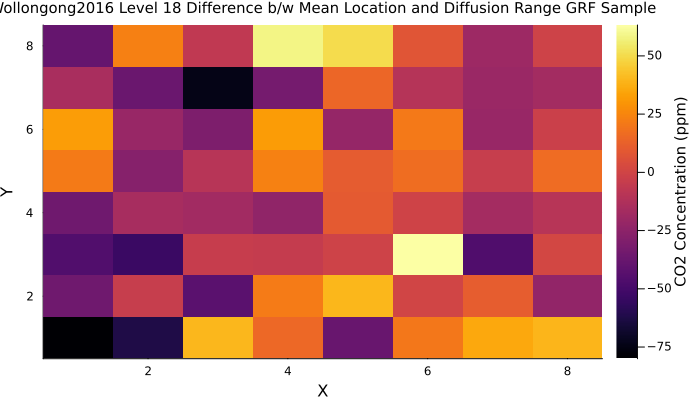 Wollongong2016 Level 18 Difference b/w Mean Location and Diffusion Range GRF Sample
8
6
4
2
Y
2 4 6 8
X
50
25
0
−25
−50
−75
CO2 Concentration (ppm)